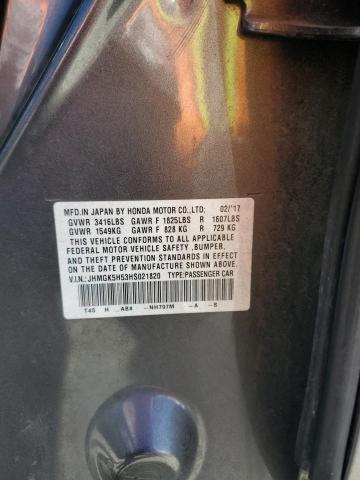 MFD.IN JAPAN BY HONDA MOTOR CO.,LTD; 02/'17
GVWR 3416LBS GAWR F 1825LBS R 1607LBS
GVWR 1549KG GAWR F 828 KG R 729 KG
THIS VEHICLE CONFORMS TO ALL APPLICABLE
FEDERAL MOTOR VEHICLE SAFETY ,BUMPER,
AND THEFT PREVENTION STANDARDS IN
EFFECT ON THE DATE OF MANUFACTURE SHOWN
ABOVE.
V.I.N.: JHMGK5H53HS021820 TYPE:PASSENGER CAR
H -NH797M -A -B